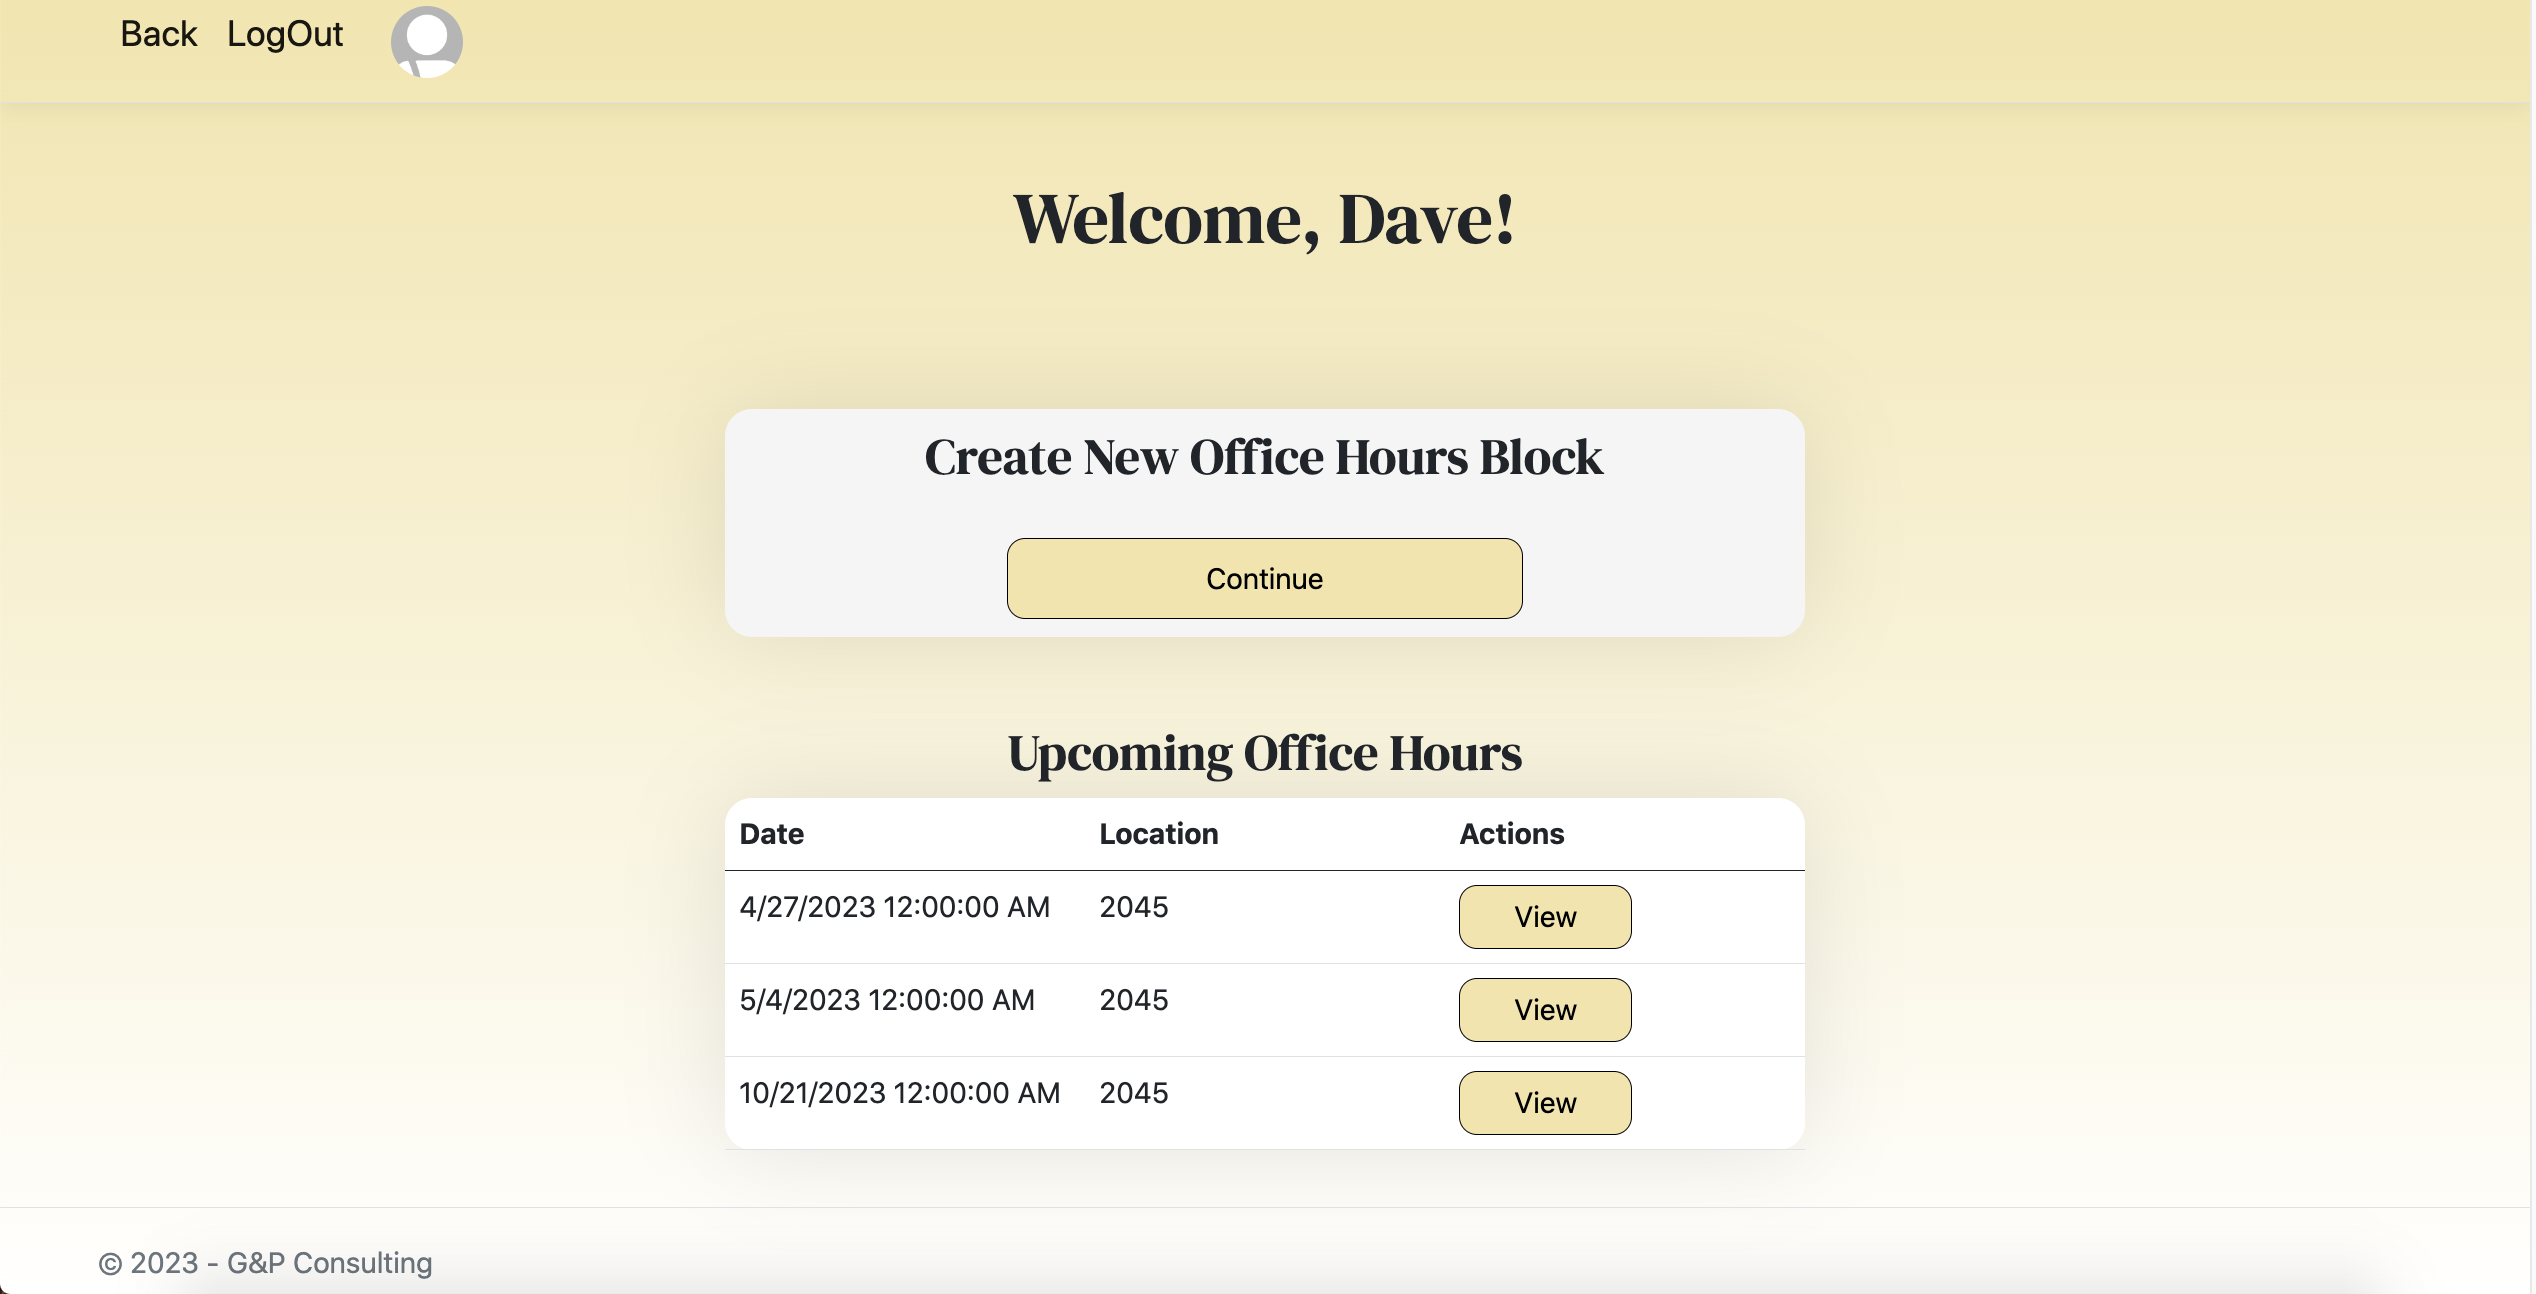 Back LogOut
Welcome, Dave!
Create New Office Hours Block
Continue
Upcoming Office Hours
Date Location Actions
4/27/2023 12:00:00 AM 2045 View
5/4/2023 12:00:00 AM 2045 View
10/21/2023 12:00:00 AM 2045 View
© 2023 - G&P Consulting